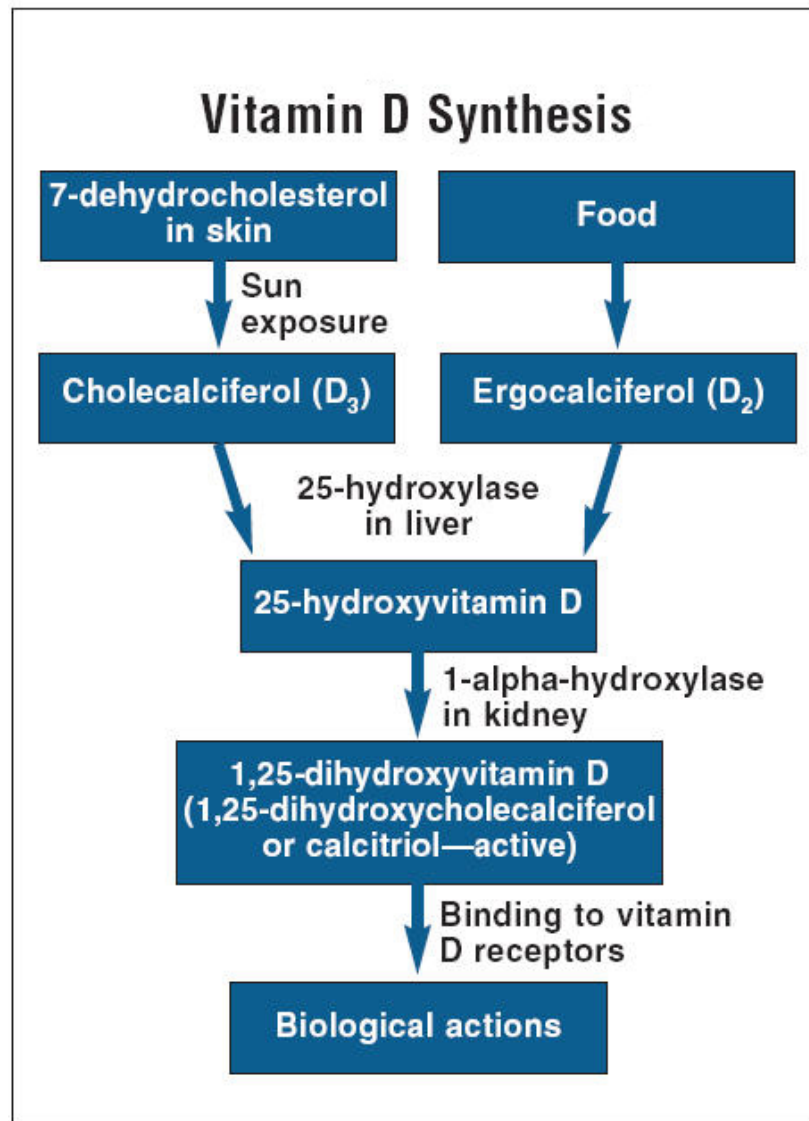 Vitamin D Synthesis
7-dehydrocholesterol
in skin
Food
Sun
exposure
Cholecalciferol (D₃)
Ergocalciferol (D₂)
25-hydroxylase
in liver
25-hydroxyvitamin D
1-alpha-hydroxylase
in kidney
1,25-dihydroxyvitamin D
(1,25-dihydroxycholecalciferol
or calcitriol—active)
Binding to vitamin
D receptors
Biological actions